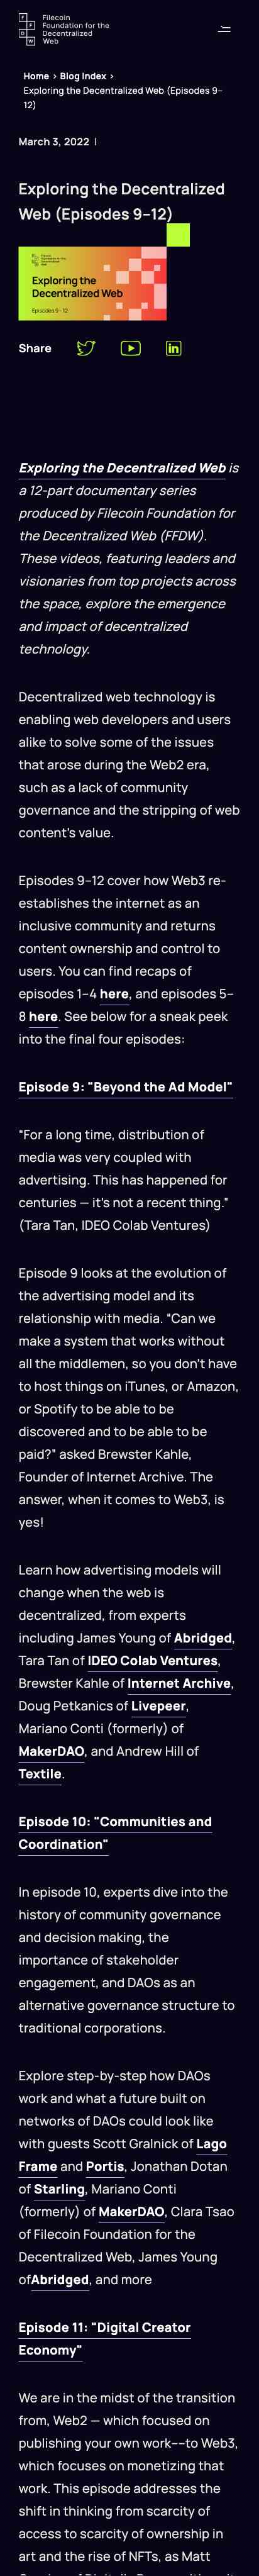 Filecoin
Foundation for the
Decentralized
Web
Home > Blog Index >
Exploring the Decentralized Web (Episodes 9–
12)
March 3, 2022 |
Exploring the Decentralized
Web (Episodes 9–12)
Exploring the
Decentralized Web
Episodes 9 - 12
Share
Exploring the Decentralized Web is
a 12-part documentary series
produced by Filecoin Foundation for
the Decentralized Web (FFDW).
These videos, featuring leaders and
visionaries from top projects across
the space, explore the emergence
and impact of decentralized
technology.
Decentralized web technology is
enabling web developers and users
alike to solve some of the issues
that arose during the Web2 era,
such as a lack of community
governance and the stripping of web
content's value.
Episodes 9–12 cover how Web3 re-
establishes the internet as an
inclusive community and returns
content ownership and control to
users. You can find recaps of
episodes 1–4 here, and episodes 5–
8 here. See below for a sneak peek
into the final four episodes:
Episode 9: "Beyond the Ad Model"
“For a long time, distribution of
media was very coupled with
advertising. This has happened for
centuries — it's not a recent thing.”
(Tara Tan, IDEO Colab Ventures)
Episode 9 looks at the evolution of
the advertising model and its
relationship with media. “Can we
make a system that works without
all the middlemen, so you don't have
to host things on iTunes, or Amazon,
or Spotify to be able to be
discovered and to be able to be
paid?” asked Brewster Kahle,
Founder of Internet Archive. The
answer, when it comes to Web3, is
yes!
Learn how advertising models will
change when the web is
decentralized, from experts
including James Young of Abridged,
Tara Tan of IDEO Colab Ventures,
Brewster Kahle of Internet Archive,
Doug Petkanics of Livepeer,
Mariano Conti (formerly) of
MakerDAO, and Andrew Hill of
Textile.
Episode 10: "Communities and
Coordination"
In episode 10, experts dive into the
history of community governance
and decision making, the
importance of stakeholder
engagement, and DAOs as an
alternative governance structure to
traditional corporations.
Explore step-by-step how DAOs
work and what a future built on
networks of DAOs could look like
with guests Scott Gralnick of Lago
Frame and Portis, Jonathan Dotan
of Starling, Mariano Conti
(formerly) of MakerDAO, Clara Tsao
of Filecoin Foundation for the
Decentralized Web, James Young
ofAbridged, and more
Episode 11: "Digital Creator
Economy"
We are in the midst of the transition
from, Web2 — which focused on
publishing your own work––to Web3,
which focuses on monetizing that
work. This episode addresses the
shift in thinking from scarcity of
access to scarcity of ownership in
art and the rise of NFTs, as Matt